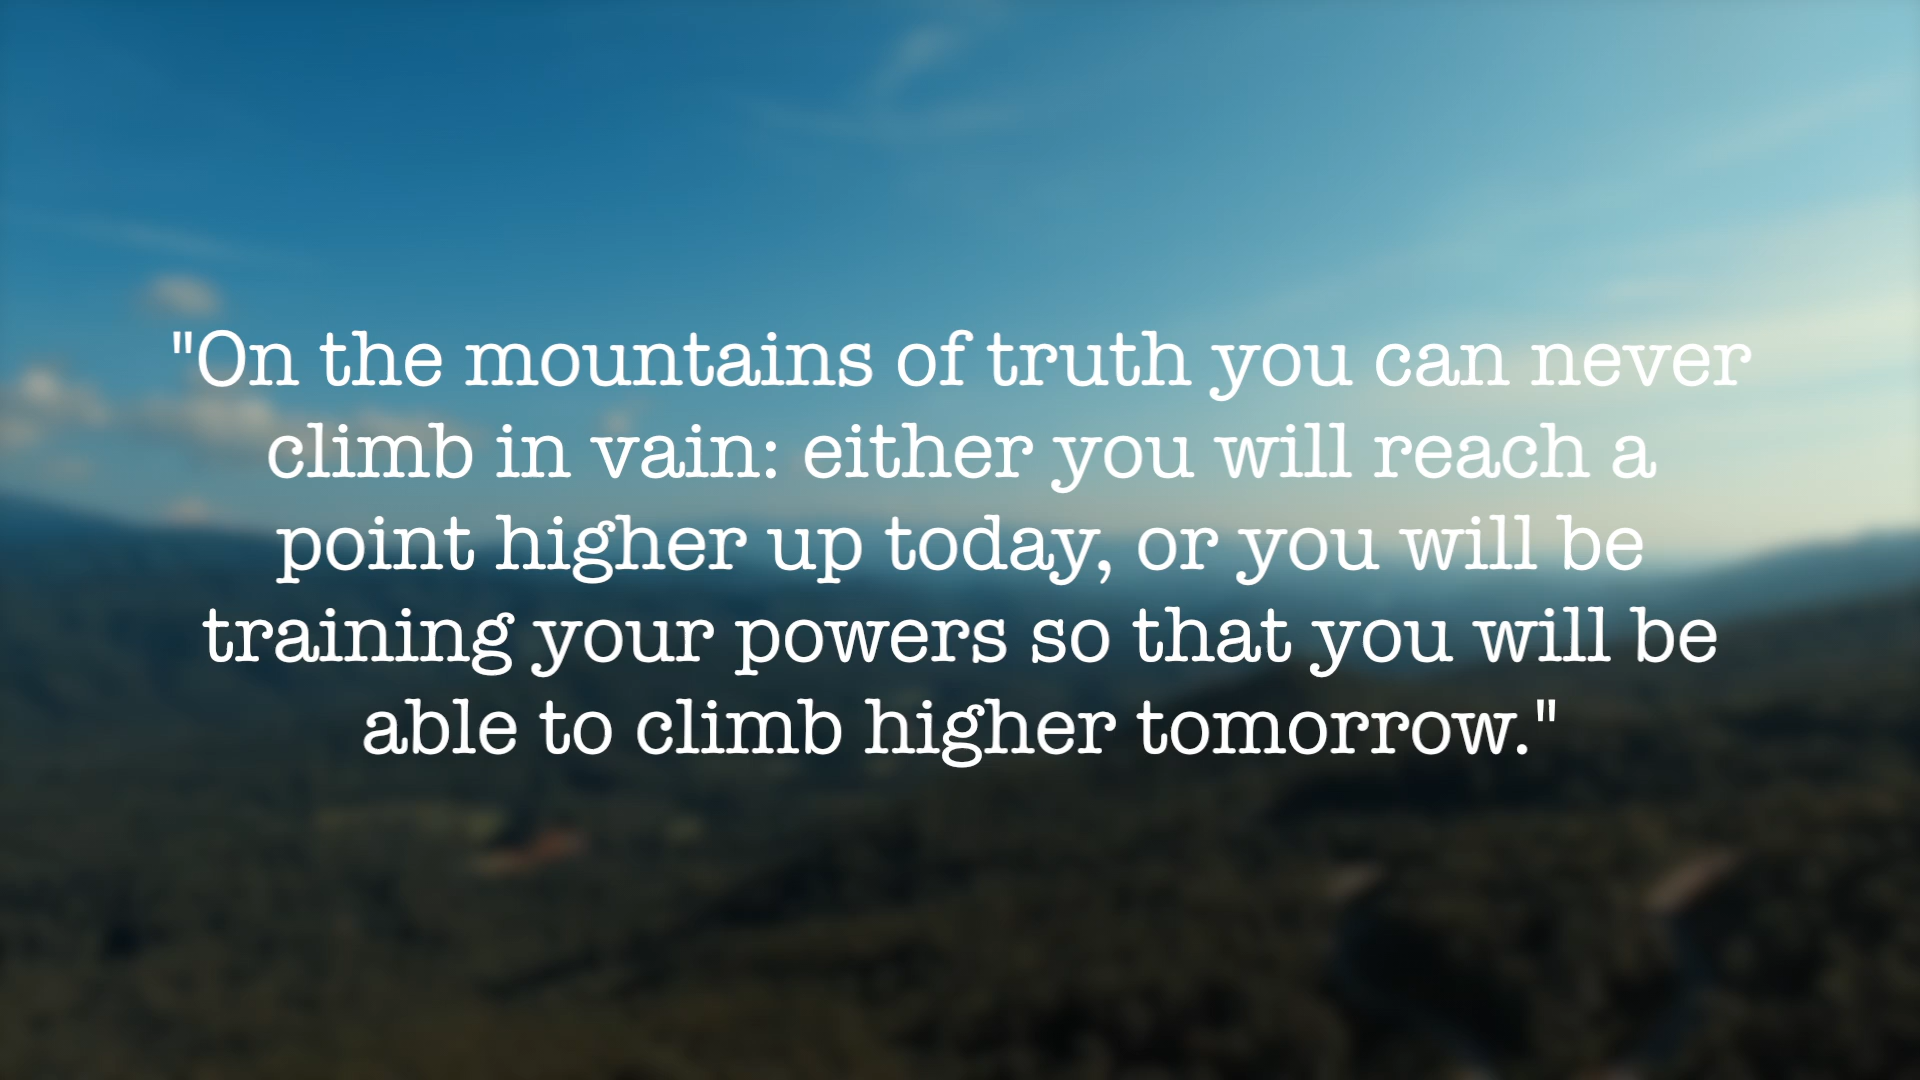 "On the mountains of truth you can never
climb in vain: either you will reach a
point higher up today, or you will be
training your powers so that you will be
able to climb higher tomorrow."